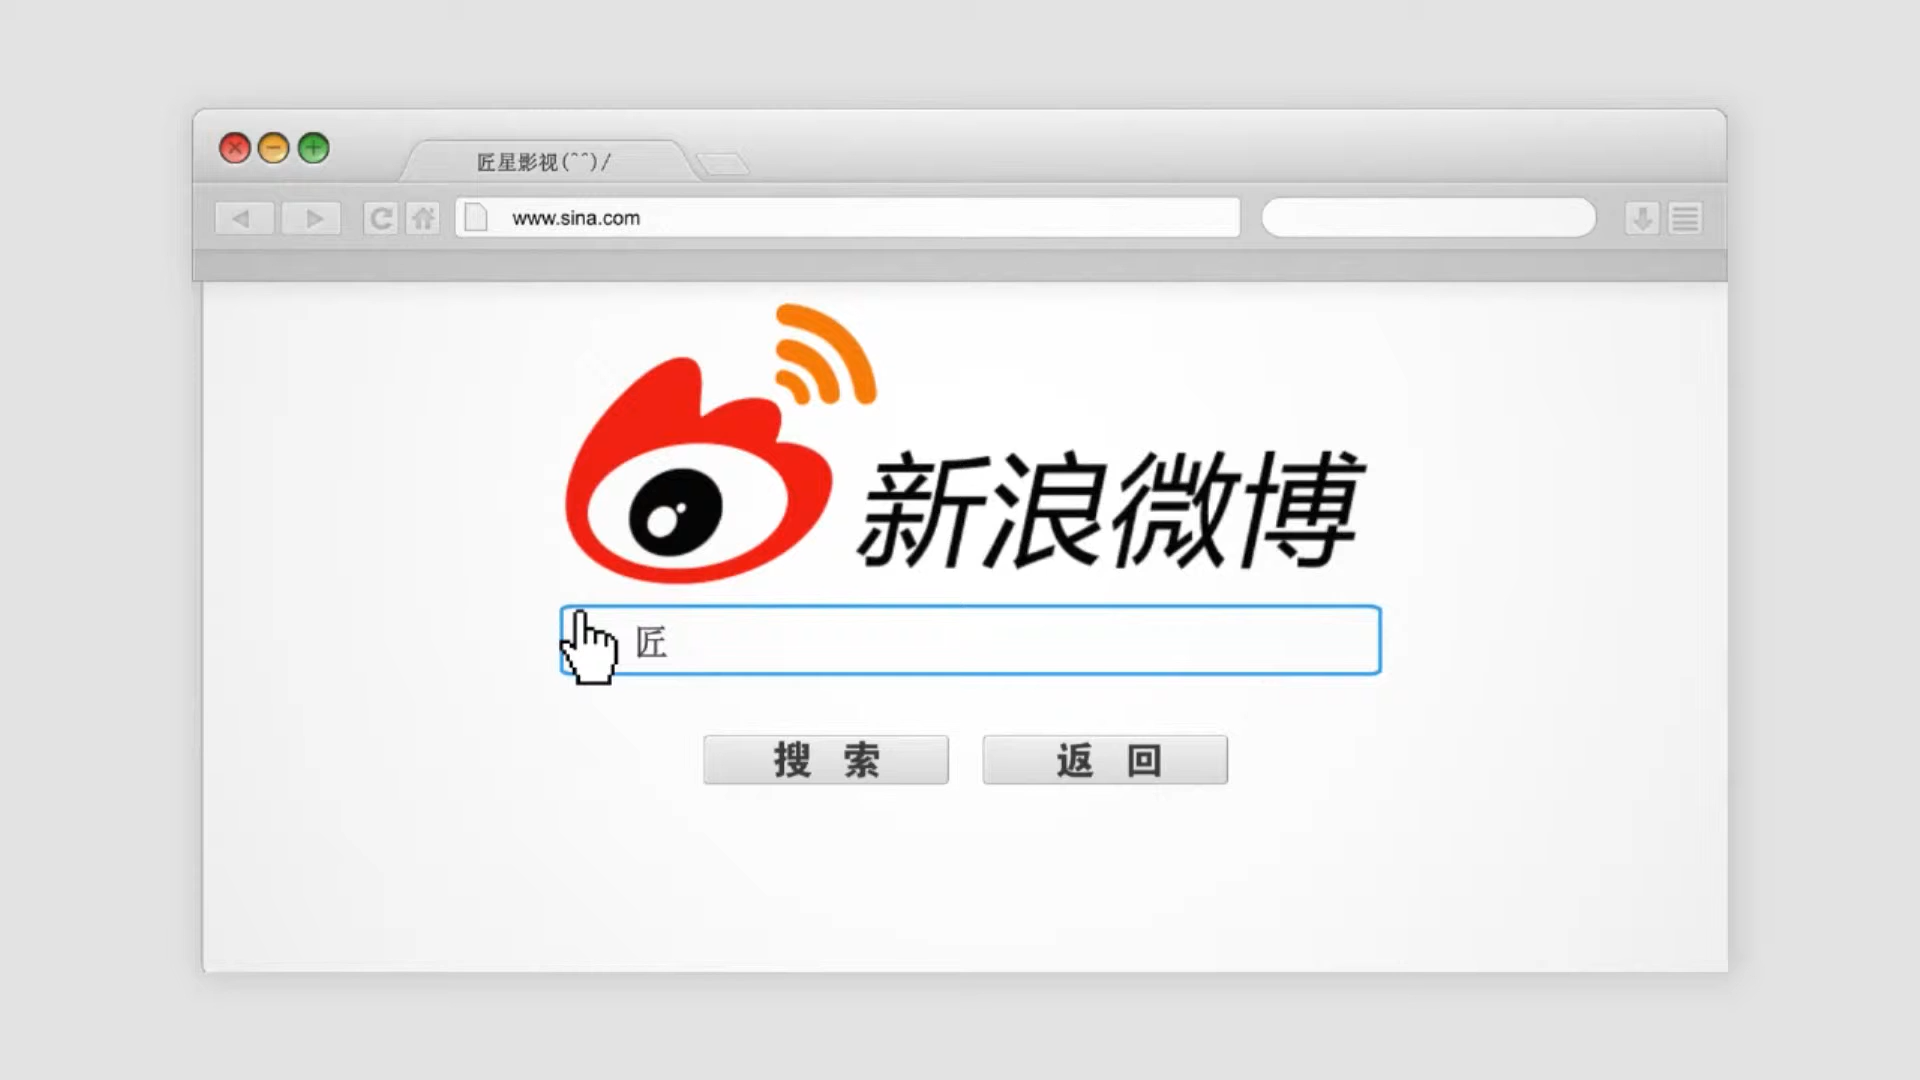 匠星影视(^^)/
www.sina.com
新浪微博
匠
搜 索
返 回